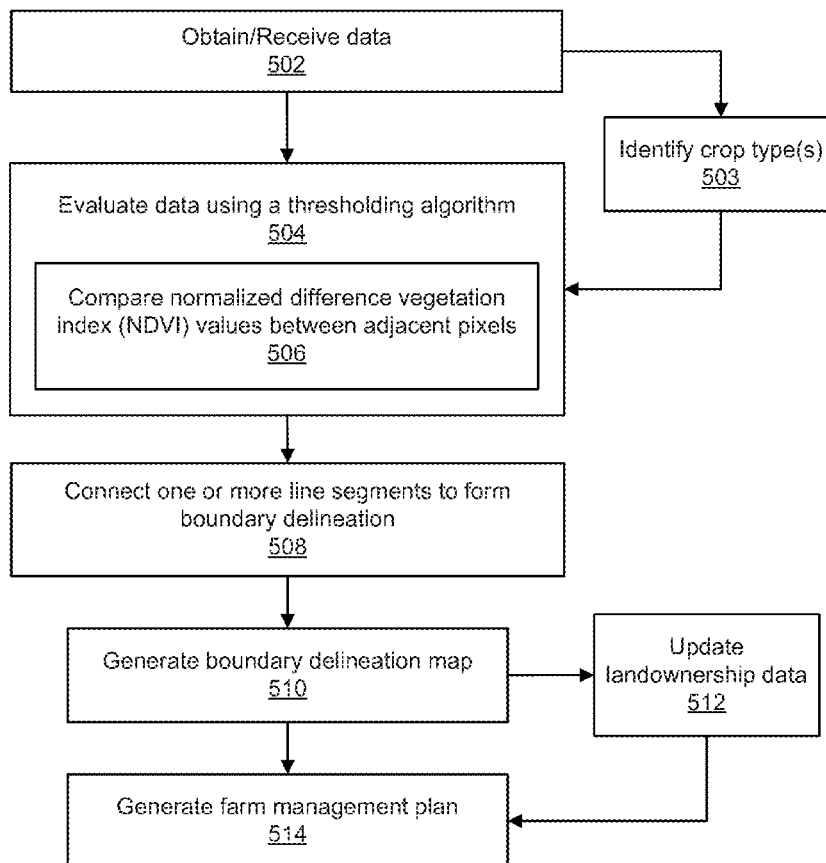 Obtain/Receive data
502
Identify crop type(s)
503
Evaluate data using a thresholding algorithm
504
Compare normalized difference vegetation
index (NDVI) values between adjacent pixels
506
Connect one or more line segments to form
boundary delineation
508
Generate boundary delineation map
510
Update
landownership data
512
Generate farm management plan
514